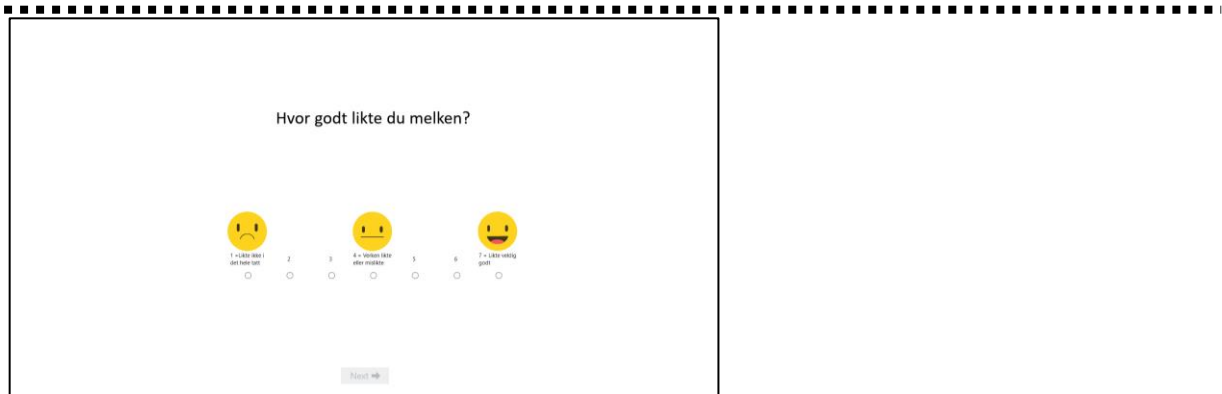 Hvor godt likte du melken?
1 =Likte ikke i
det hele tatt
2
3
4 = Verken likte
eller mislikte
5
6
7 = Likte veldig
godt
Next